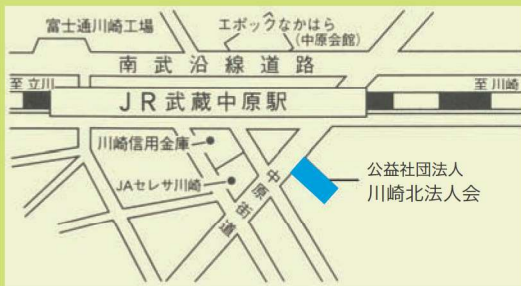 富士通川崎工場
エポックなかはら
(中原会館)
南武沿線道路
至立川
至川崎
JR武蔵中原駅
川崎信用金庫
JAセレサ川崎
中原街道
公益社団法人
川崎北法人会